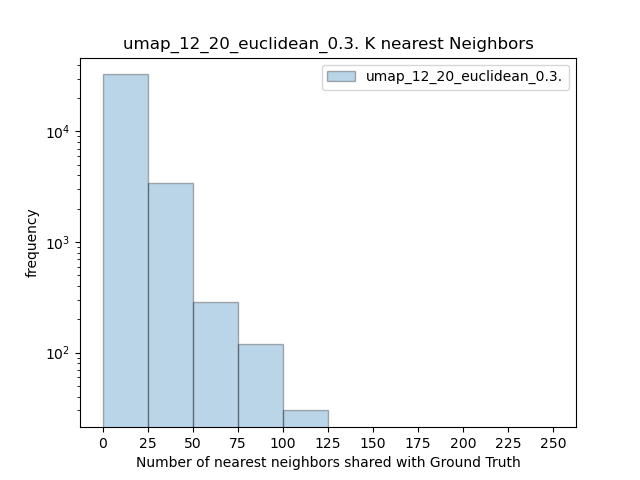 umap_12_20_euclidean_0.3. K nearest Neighbors
umap_12_20_euclidean_0.3.
frequency
10⁴
10³
10²
0 25 50 75 100 125 150 175 200 225 250
Number of nearest neighbors shared with Ground Truth